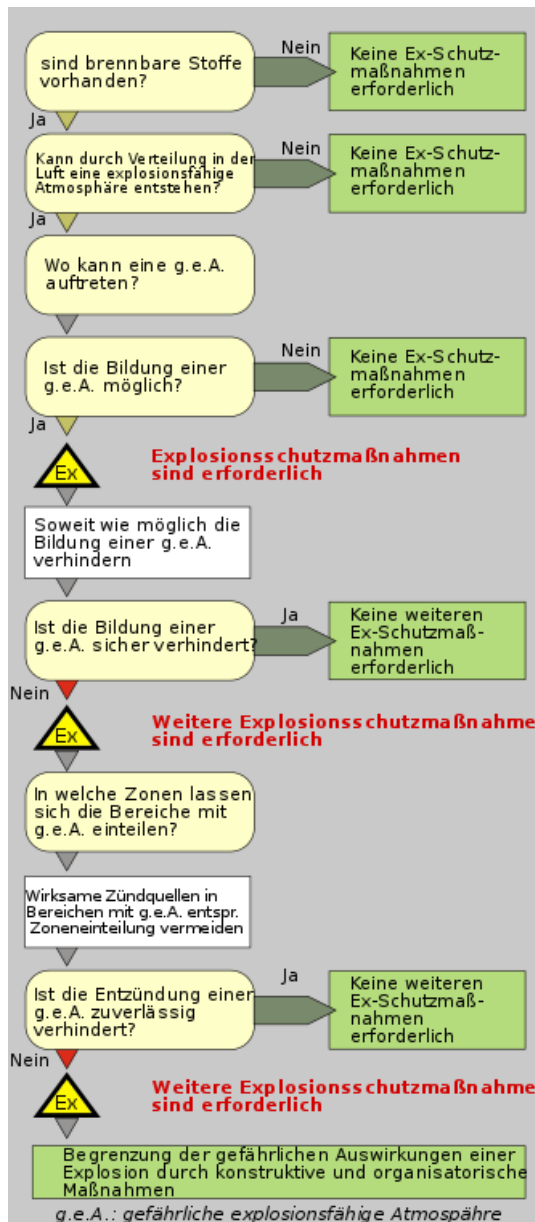 sind brennbare Stoffe
vorhanden?
Nein
Keine Ex-Schutz-
maßnahmen
erforderlich
Ja
Kann durch Verteilung in der
Luft eine explosionsfähige
Atmosphäre entstehen?
Nein
Keine Ex-Schutz-
maßnahmen
erforderlich
Ja
Wo kann eine g.e.A.
auftreten?
Ist die Bildung einer
g.e.A. möglich?
Nein
Keine Ex-Schutz-
maßnahmen
erforderlich
Ja
Ex
Explosionsschutzmaßnahmen
sind erforderlich
Soweit wie möglich die
Bildung einer g.e.A.
verhindern
Ist die Bildung einer
g.e.A. sicher verhindert?
Ja
Keine weiteren
Ex-Schutzmaß-
nahmen
erforderlich
Nein
Ex
Weitere Explosionsschutzmaßnahme
sind erforderlich
In welche Zonen lassen
sich die Bereiche mit
g.e.A. einteilen?
Wirksame Zündquellen in
Bereichen mit g.e.A. entspr.
Zoneneinteilung vermeiden
Ist die Entzündung einer
g.e.A. zuverlässig
verhindert?
Ja
Keine weiteren
Ex-Schutzmaß-
nahmen
erforderlich
Nein
Ex
Weitere Explosionsschutzmaßnahme
sind erforderlich
Begrenzung der gefährlichen Auswirkungen einer
Explosion durch konstruktive und organisatorische
Maßnahmen
g.e.A.: gefährliche explosionsfähige Atmospähre